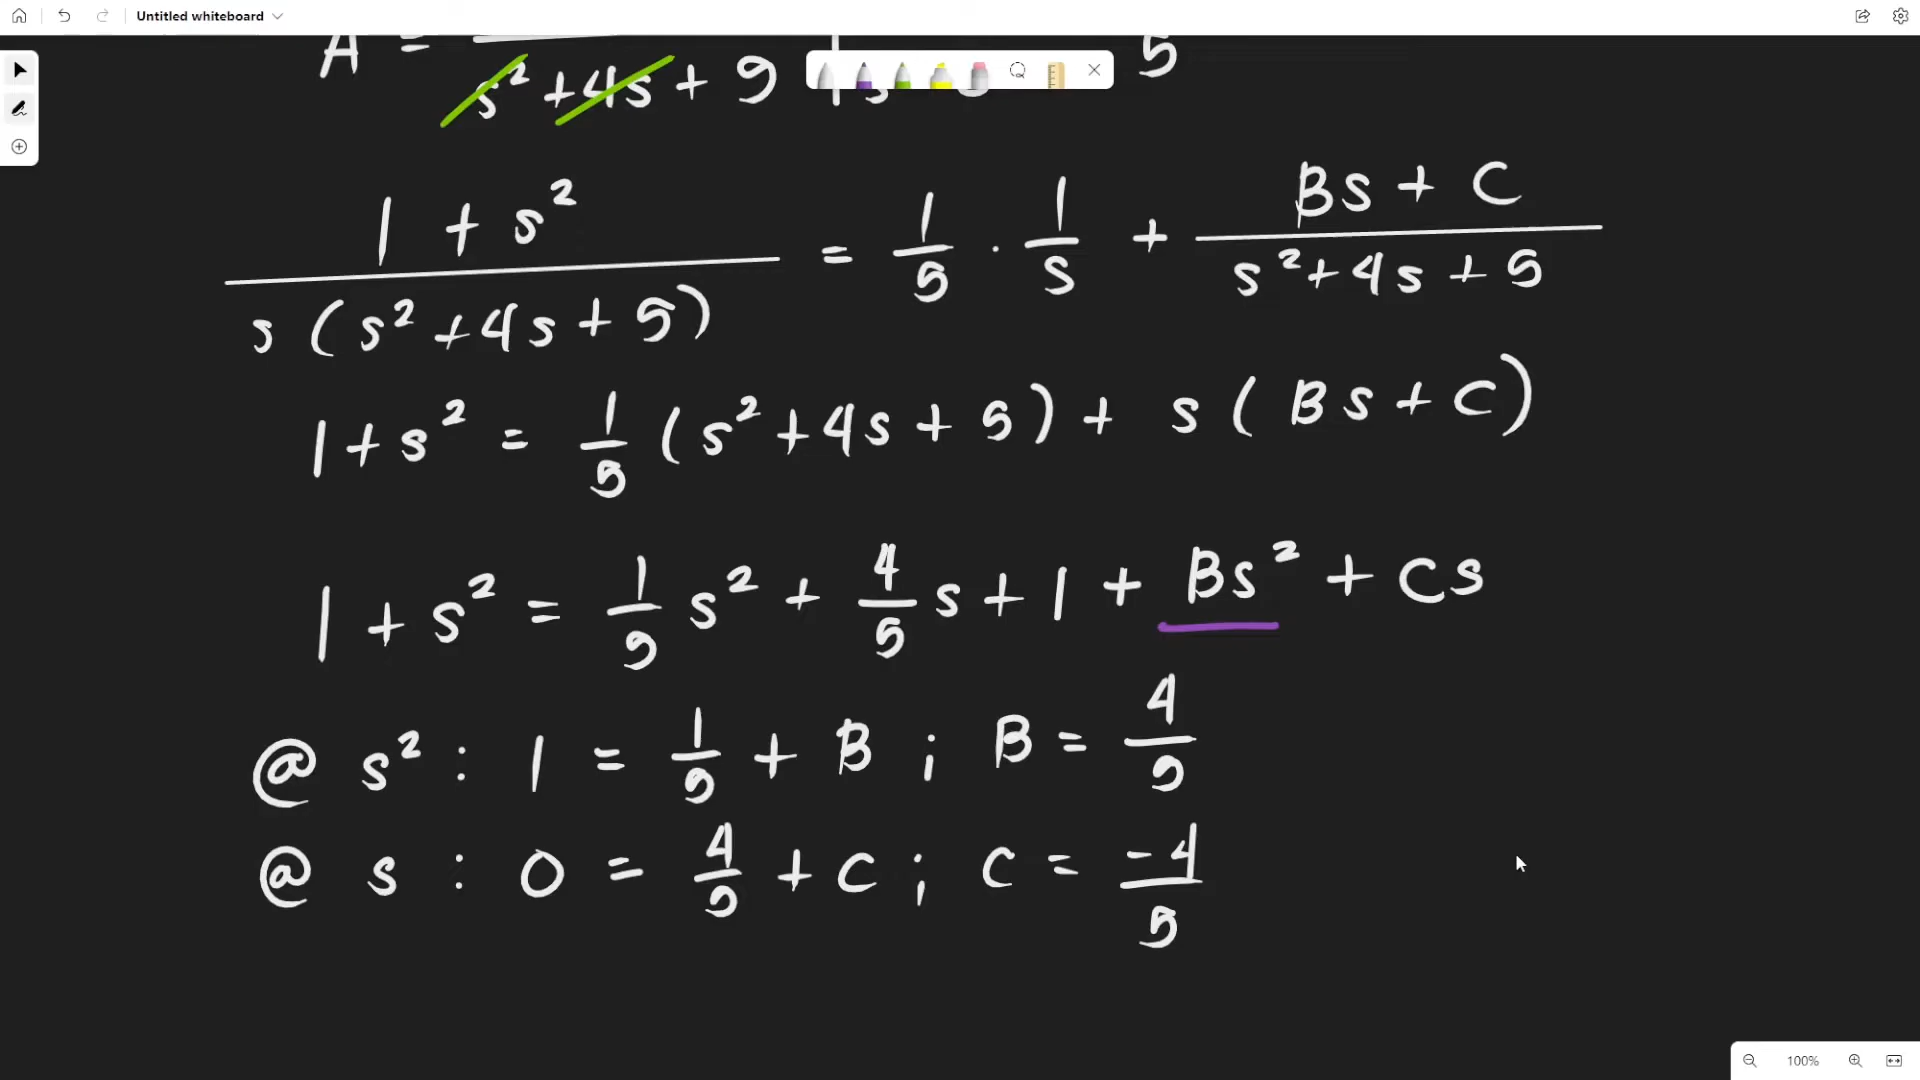 Untitled whiteboard
A = s² + 4s + 9 5
1 + s² / s(s² + 4s + 5) = 1/5 · 1/s + Bs + C / s² + 4s + 5
1 + s² = 1/5 (s² + 4s + 5) + s(Bs + C)
1 + s² = 1/5 s² + 4/5 s + 1 + Bs² + Cs
@ s² : 1 = 1/5 + B ; B = 4/5
@ s : 0 = 4/5 + C ; C = -4/5
100%